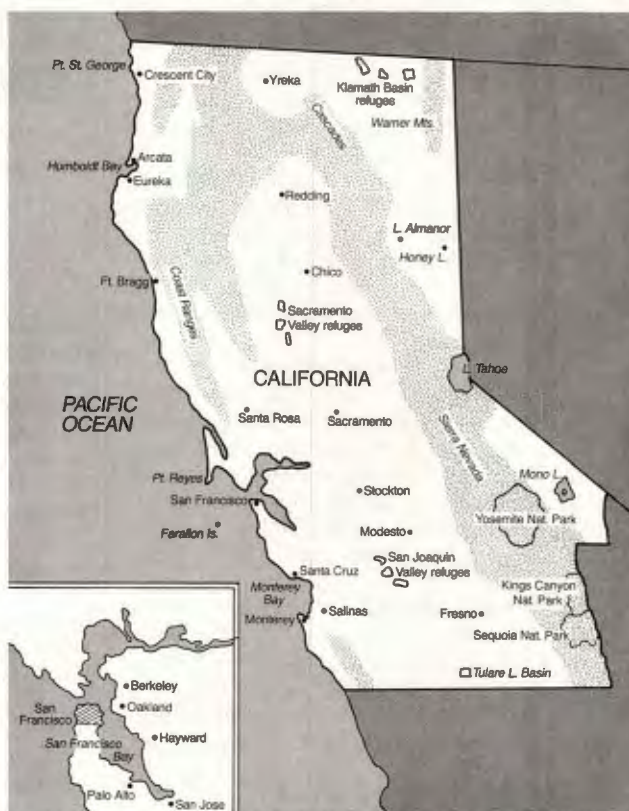 Pt. St. George
Crescent City
Yreka
Klamath Basin
refuges
Cascades
Warner Mts.
Humboldt Bay
Arcata
Eureka
Redding
L. Almanor
Honey L.
Ft. Bragg
Coast Ranges
Chico
Sacramento
Valley refuges
L. Tahoe
CALIFORNIA
PACIFIC
OCEAN
Santa Rosa
Sacramento
Sierra Nevada
Pt. Reyes
Mono L.
San Francisco
Stockton
Yosemite Nat. Park
Farallon Is.
Modesto
San Joaquin
Valley refuges
Santa Cruz
Monterey
Bay
Kings Canyon
Nat. Park
Monterey
Salinas
Fresno
Sequoia Nat. Park
Tulare L. Basin
Berkeley
Oakland
San
Francisco
Hayward
San Francisco
Bay
Palo Alto
San Jose